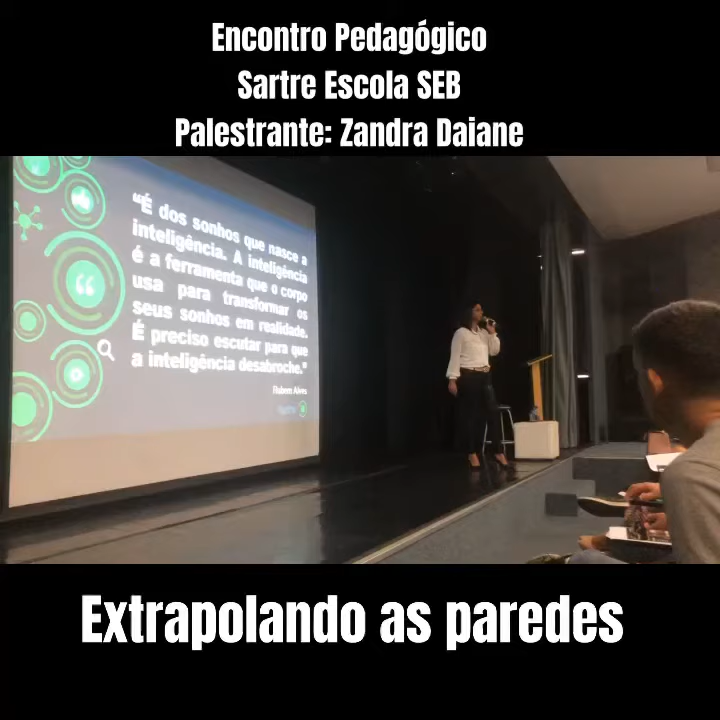 Encontro Pedagógico
Sartre Escola SEB
Palestrante: Zandra Daiane
“É dos sonhos que nasce a
inteligência. A inteligência
é a ferramenta que o corpo
usa para transformar os
seus sonhos em realidade.
É preciso escutar para que
a inteligência desabroche."
Rubem Alves
Extrapolando as paredes